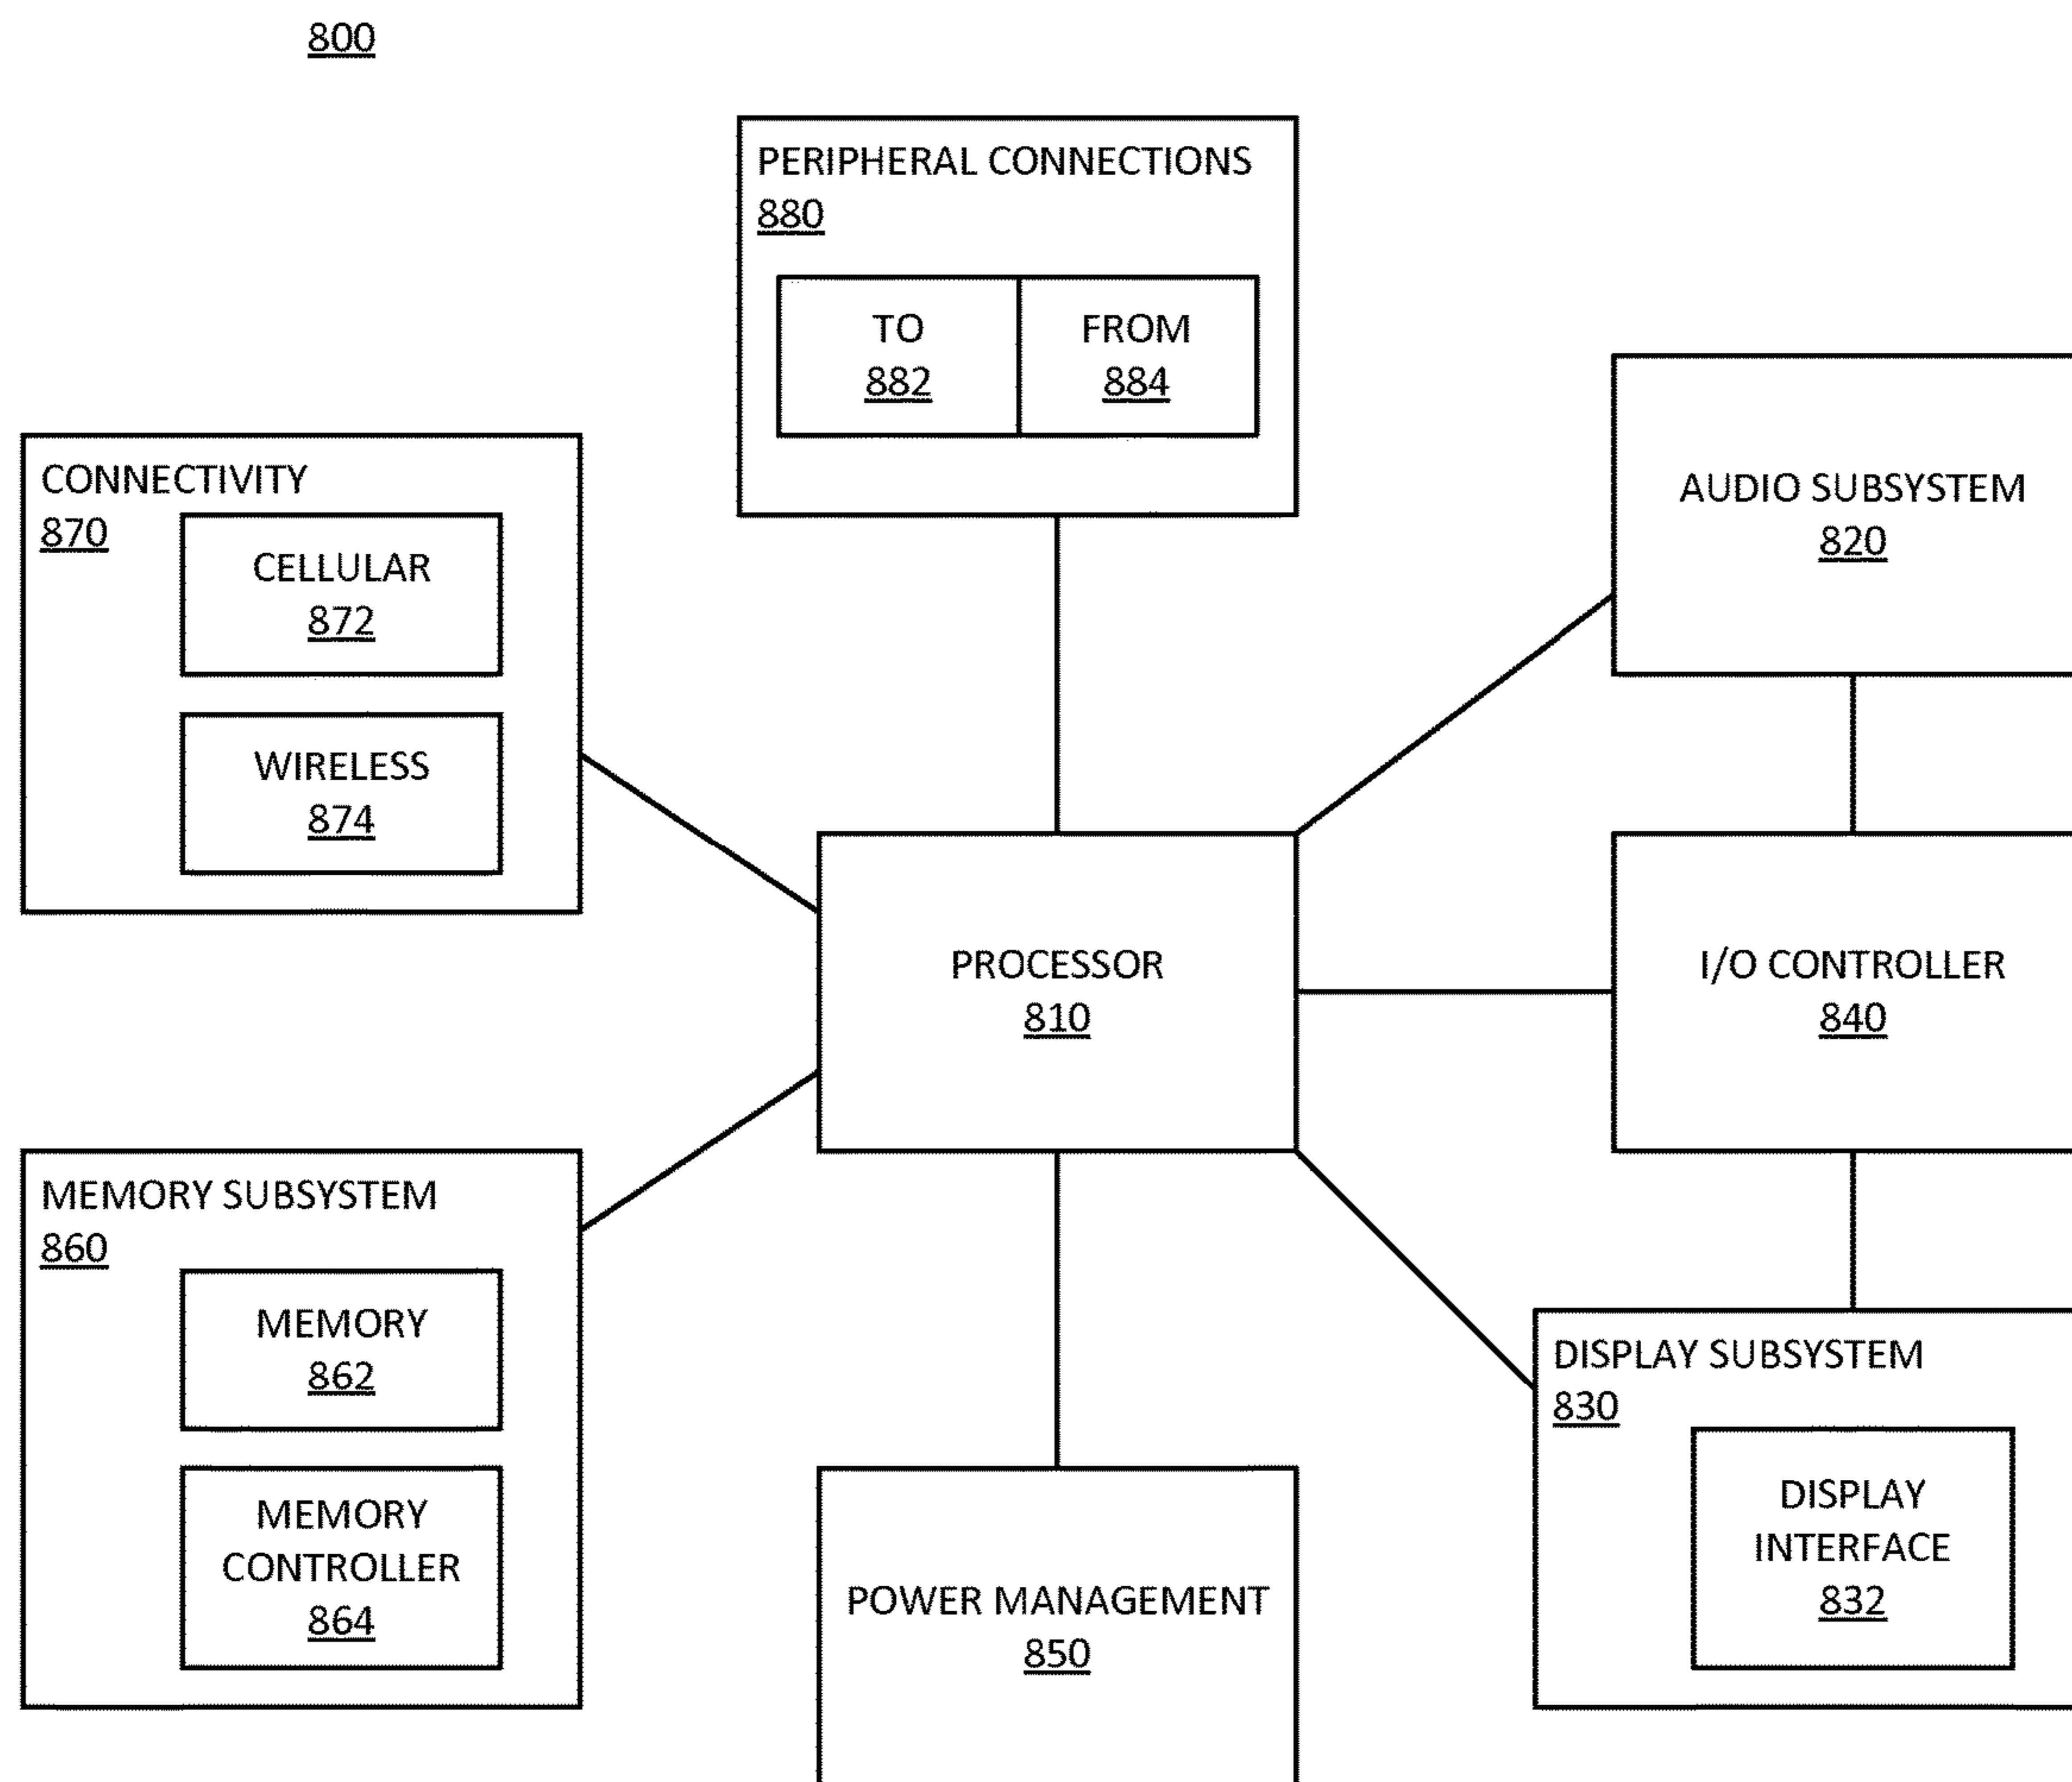 800
PERIPHERAL CONNECTIONS
880
TO
882
FROM
884
CONNECTIVITY
870
CELLULAR
872
WIRELESS
874
AUDIO SUBSYSTEM
820
PROCESSOR
810
I/O CONTROLLER
840
MEMORY SUBSYSTEM
860
MEMORY
862
MEMORY
CONTROLLER
864
POWER MANAGEMENT
850
DISPLAY SUBSYSTEM
830
DISPLAY
INTERFACE
832